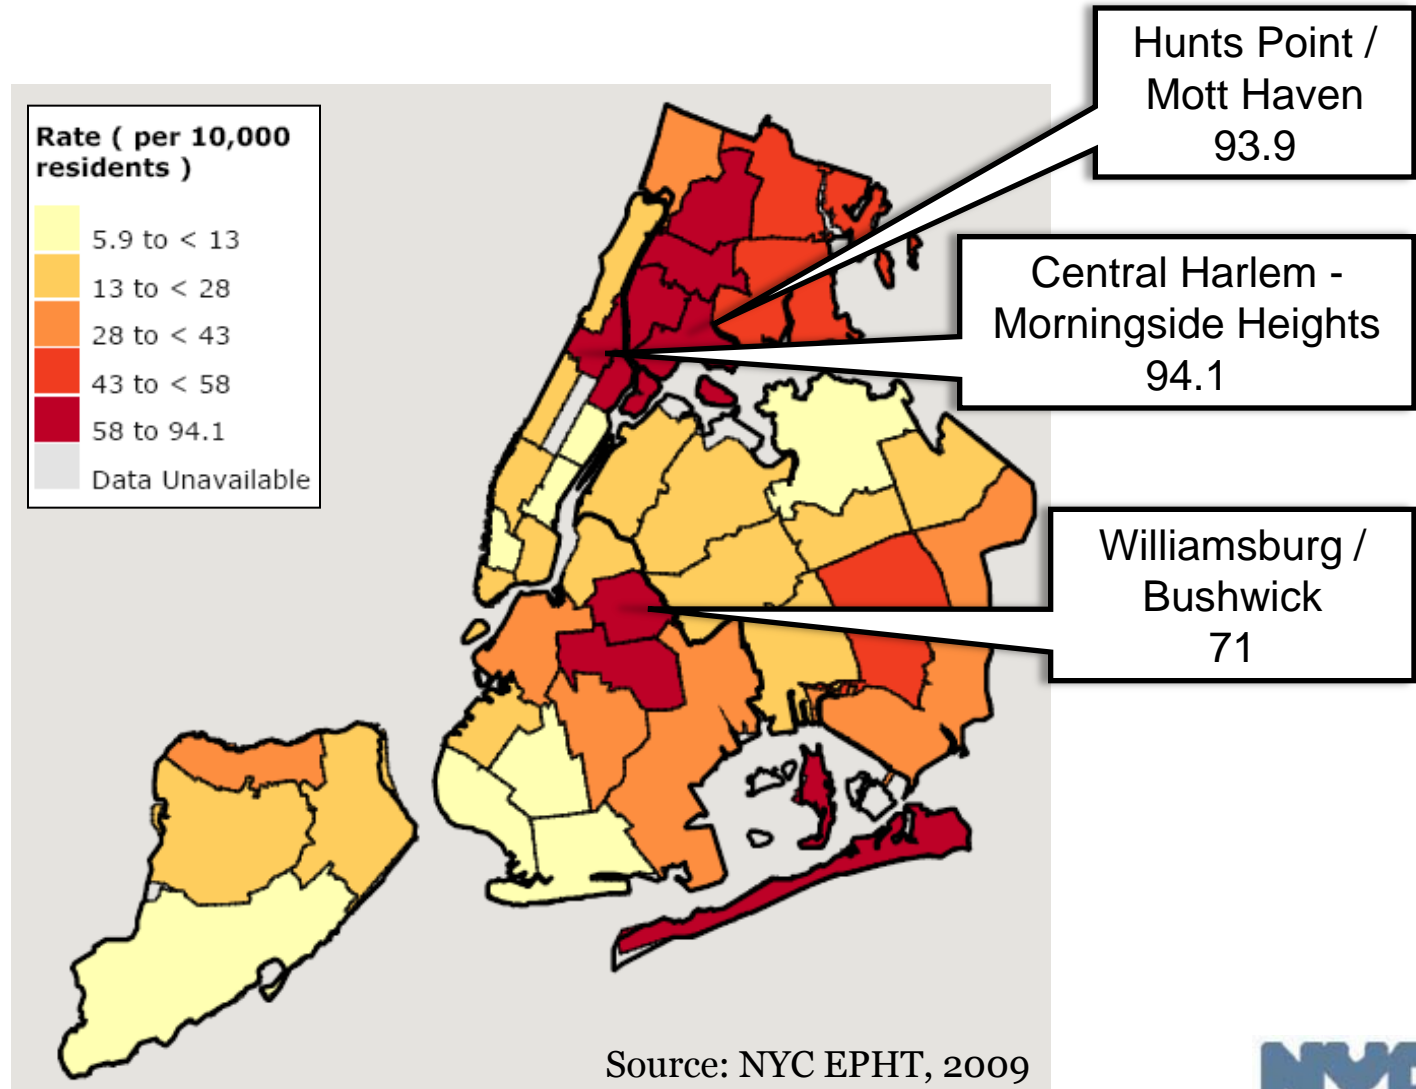 Hunts Point /
Mott Haven
93.9
Rate ( per 10,000
residents )
5.9 to < 13
13 to < 28
28 to < 43
43 to < 58
58 to 94.1
Data Unavailable
Central Harlem -
Morningside Heights
94.1
Williamsburg /
Bushwick
71
Source: NYC EPHT, 2009
NYC